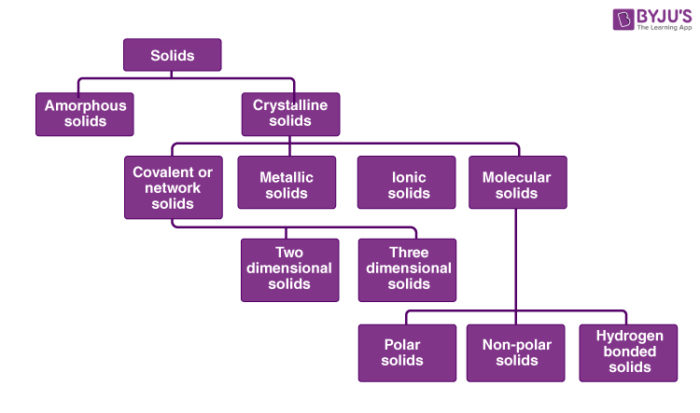 BYJU'S
The Learning App
Solids
Amorphous
solids
Crystalline
solids
Covalent or
network
solids
Metallic
solids
Ionic
solids
Molecular
solids
Two
dimensional
solids
Three
dimensional
solids
Polar
solids
Non-polar
solids
Hydrogen
bonded
solids